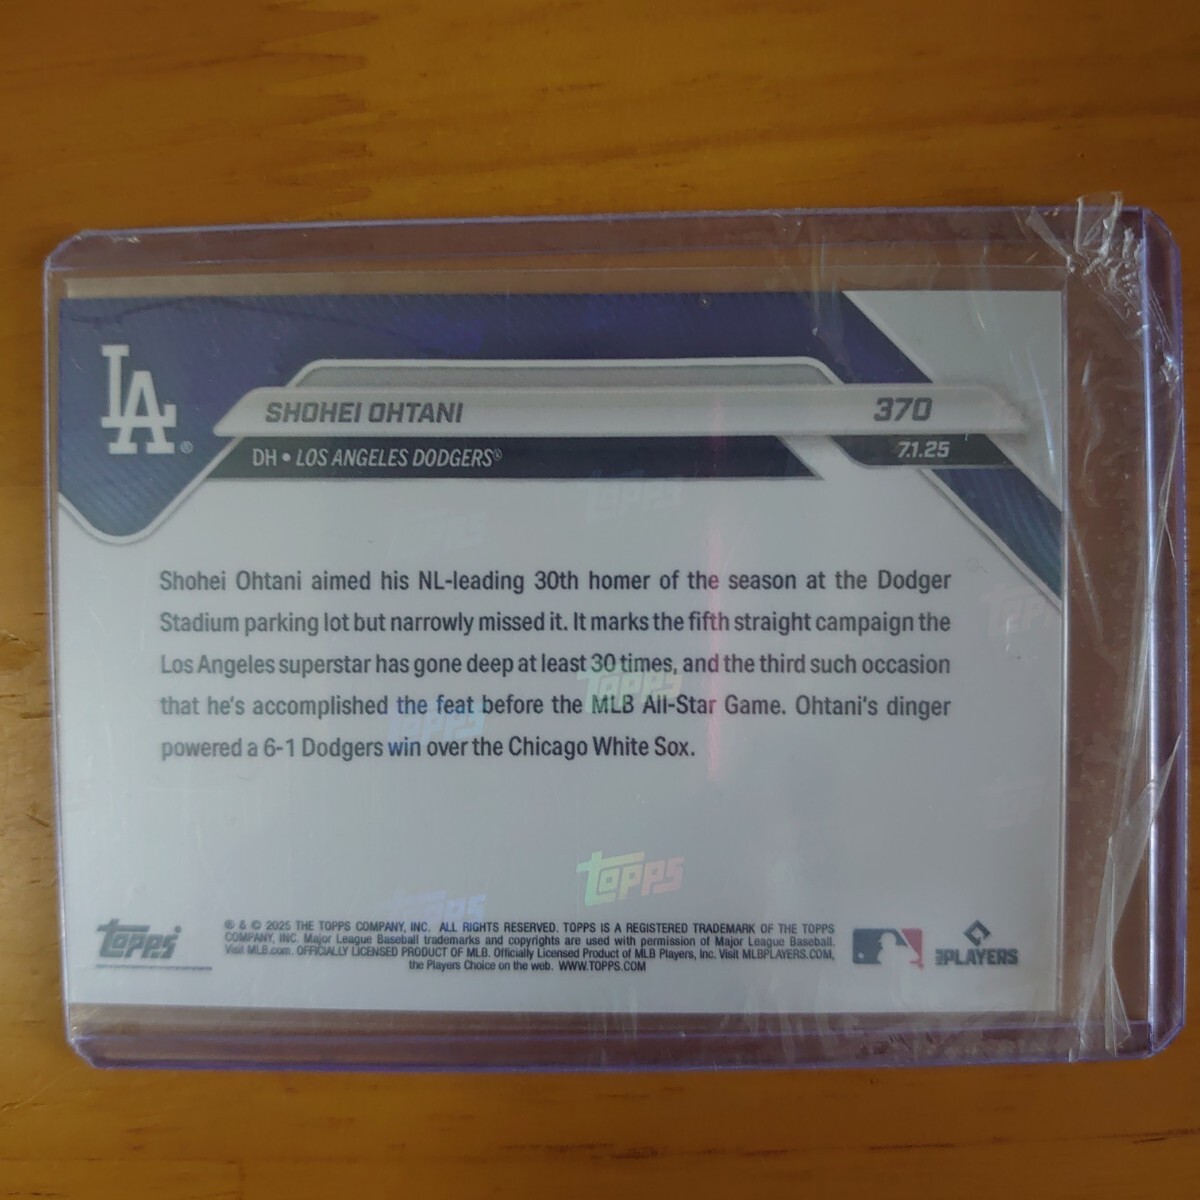 LA®
SHOHEI OHTANI
370
DH • LOS ANGELES DODGERS®
7.1.25
Shohei Ohtani aimed his NL-leading 30th homer of the season at the Dodger
Stadium parking lot but narrowly missed it. It marks the fifth straight campaign the
Los Angeles superstar has gone deep at least 30 times, and the third such occasion
that he's accomplished the feat before the MLB All-Star Game. Ohtani's dinger
powered a 6-1 Dodgers win over the Chicago White Sox.
Topps
Topps
Topps
Topps
Topps
Topps
Topps
® & © 2025 THE TOPPS COMPANY, INC. ALL RIGHTS RESERVED. TOPPS IS A REGISTERED TRADEMARK OF THE TOPPS
COMPANY, INC. Major League Baseball trademarks and copyrights are used with permission of Major League Baseball.
Visit MLB.com. OFFICIALLY LICENSED PRODUCT OF MLB. Officially Licensed Product of MLB Players, Inc. Visit MLBPLAYERS.COM,
the Players Choice on the web. WWW.TOPPS.COM
MLB PLAYERS